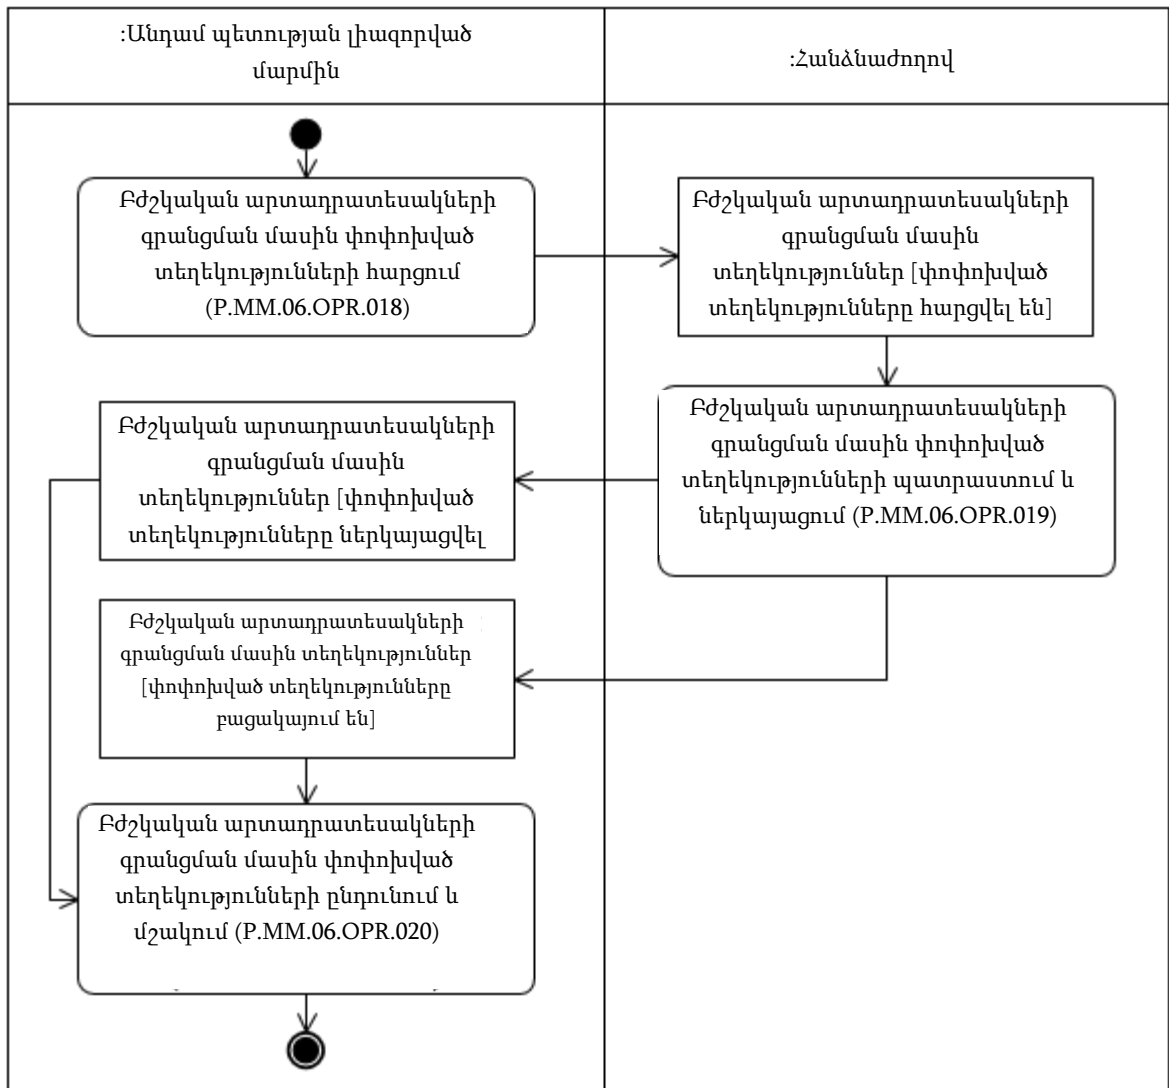 :Անդամ պետության լիազորված
մարմին
:Հանձնաժողով
Բժշկական արտադրատեսակների
գրանցման մասին փոփոխված
տեղեկությունների հարցում
(P.MM.06.OPR.018)
Բժշկական արտադրատեսակների
գրանցման մասին
տեղեկություններ [փոփոխված
տեղեկությունները հարցվել են]
Բժշկական արտադրատեսակների
գրանցման մասին փոփոխված
տեղեկությունների պատրաստում և
ներկայացում (P.MM.06.OPR.019)
Բժշկական արտադրատեսակների
գրանցման մասին
տեղեկություններ [փոփոխված
տեղեկությունները ներկայացվել
Բժշկական արտադրատեսակների
գրանցման մասին տեղեկություններ
[փոփոխված տեղեկությունները
բացակայում են]
Բժշկական արտադրատեսակների
գրանցման մասին փոփոխված
տեղեկությունների ընդունում և
մշակում (P.MM.06.OPR.020)